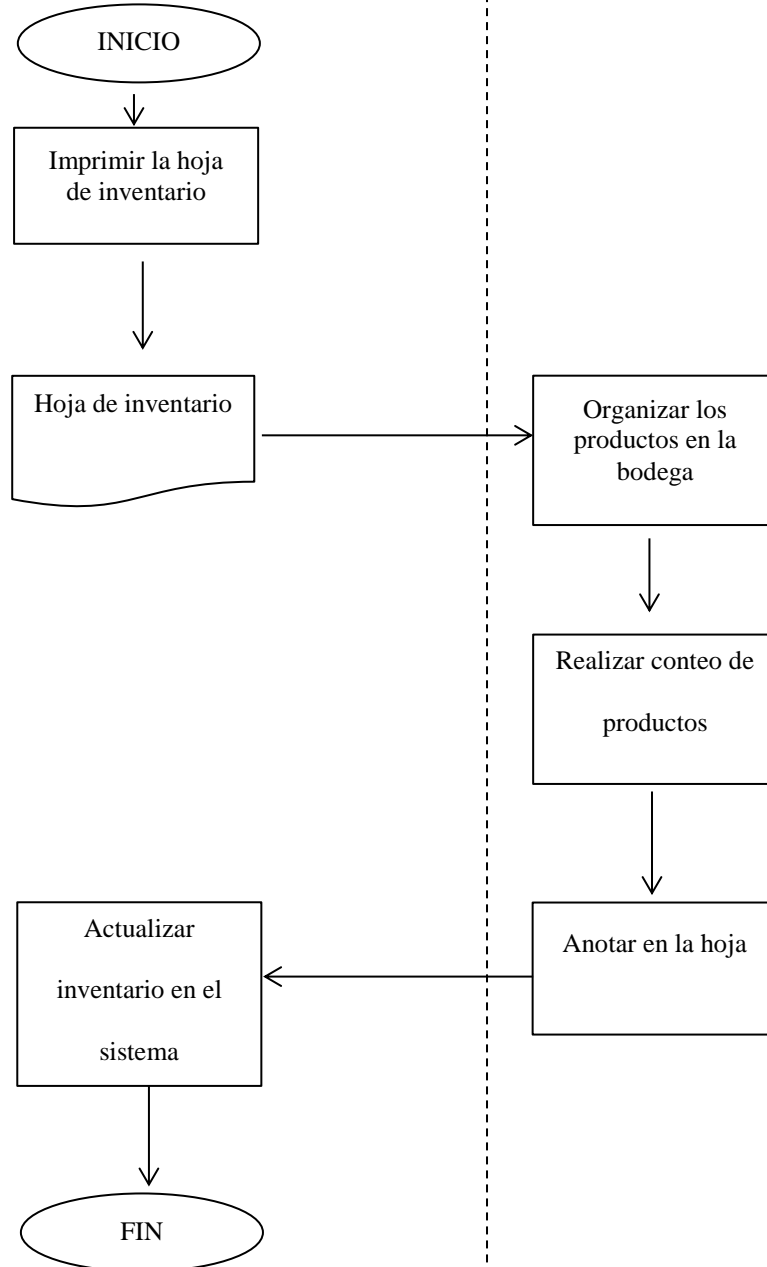 INICIO
Imprimir la hoja
de inventario
Hoja de inventario
Organizar los
productos en la
bodega
Realizar conteo de
productos
Anotar en la hoja
Actualizar
inventario en el
sistema
FIN